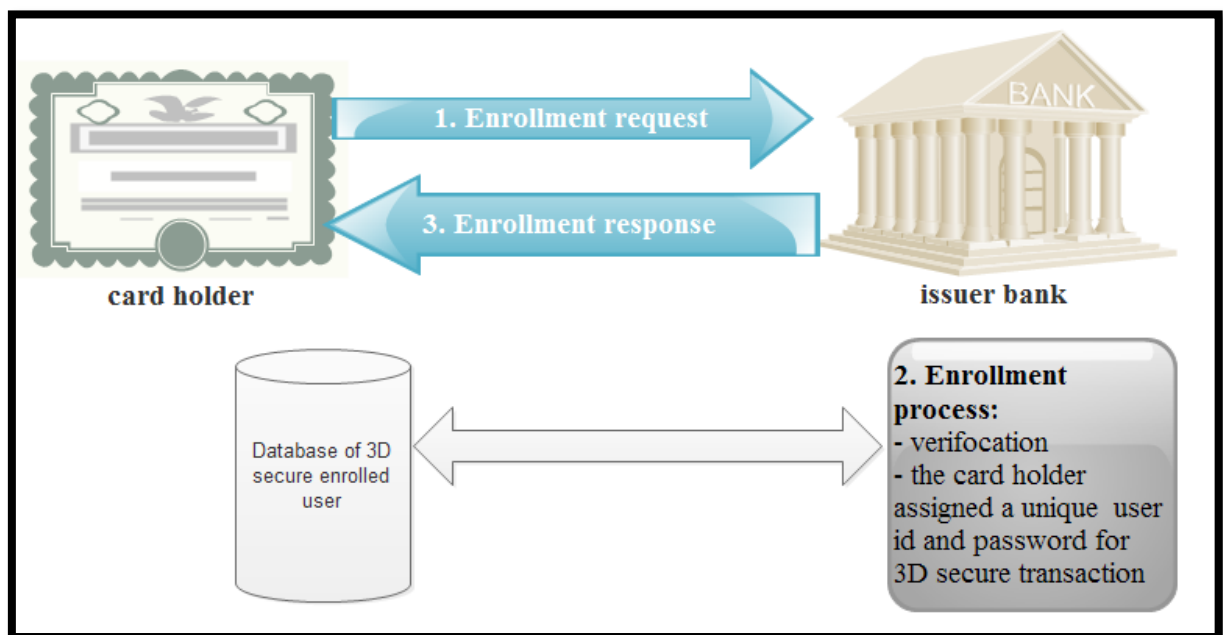 1. Enrollment request
BANK
3. Enrollment response
card holder
issuer bank
Database of 3D
secure enrolled
user
2. Enrollment
process:
- verifocation
- the card holder
assigned a unique user
id and password for
3D secure transaction